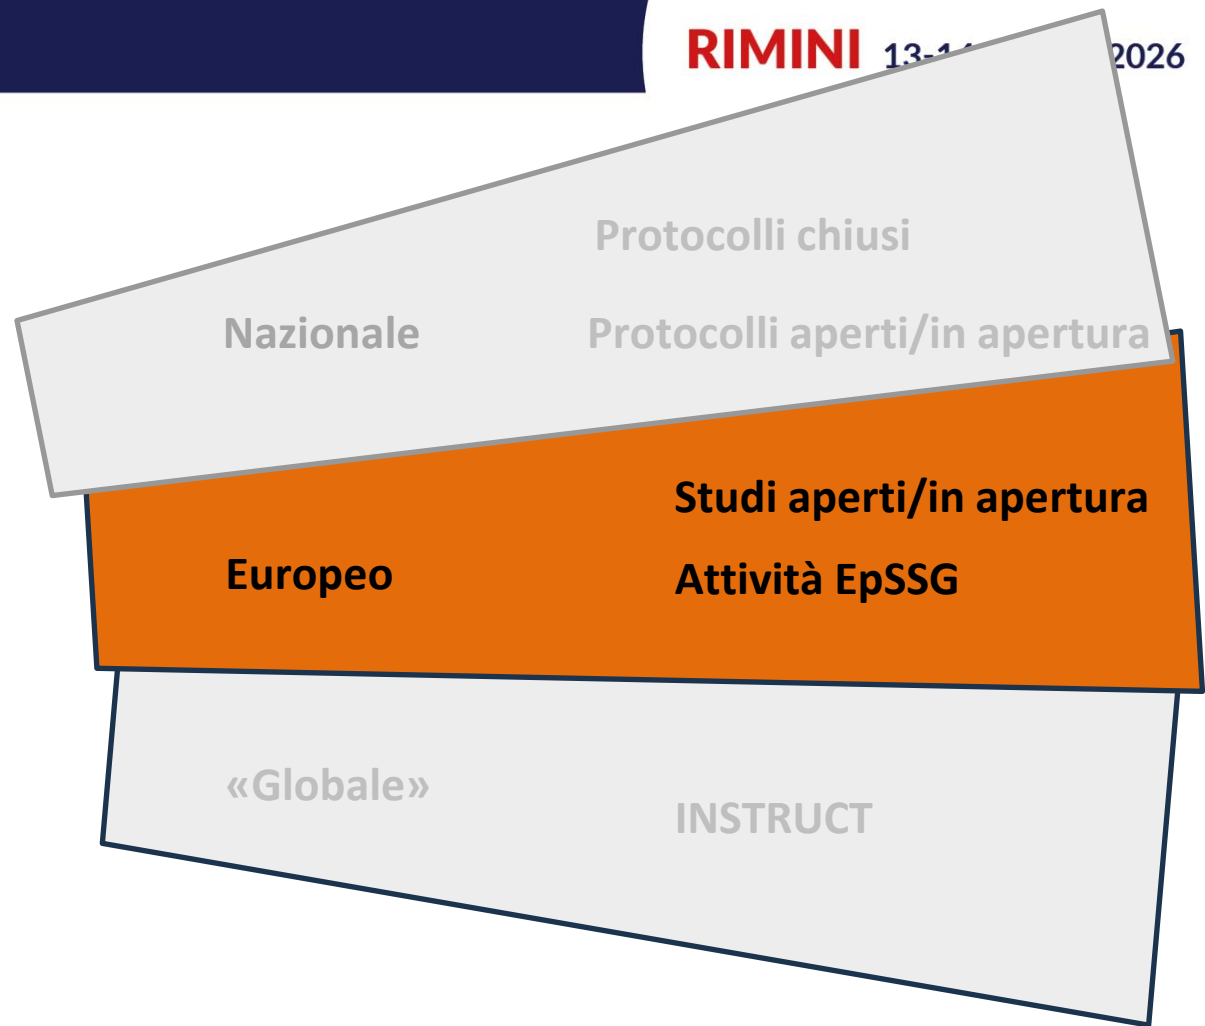 RIMINI 13-1 2026
Protocolli chiusi
Nazionale Protocolli aperti/in apertura
Studi aperti/in apertura
Europeo Attività EpSSG
«Globale»
INSTRUCT